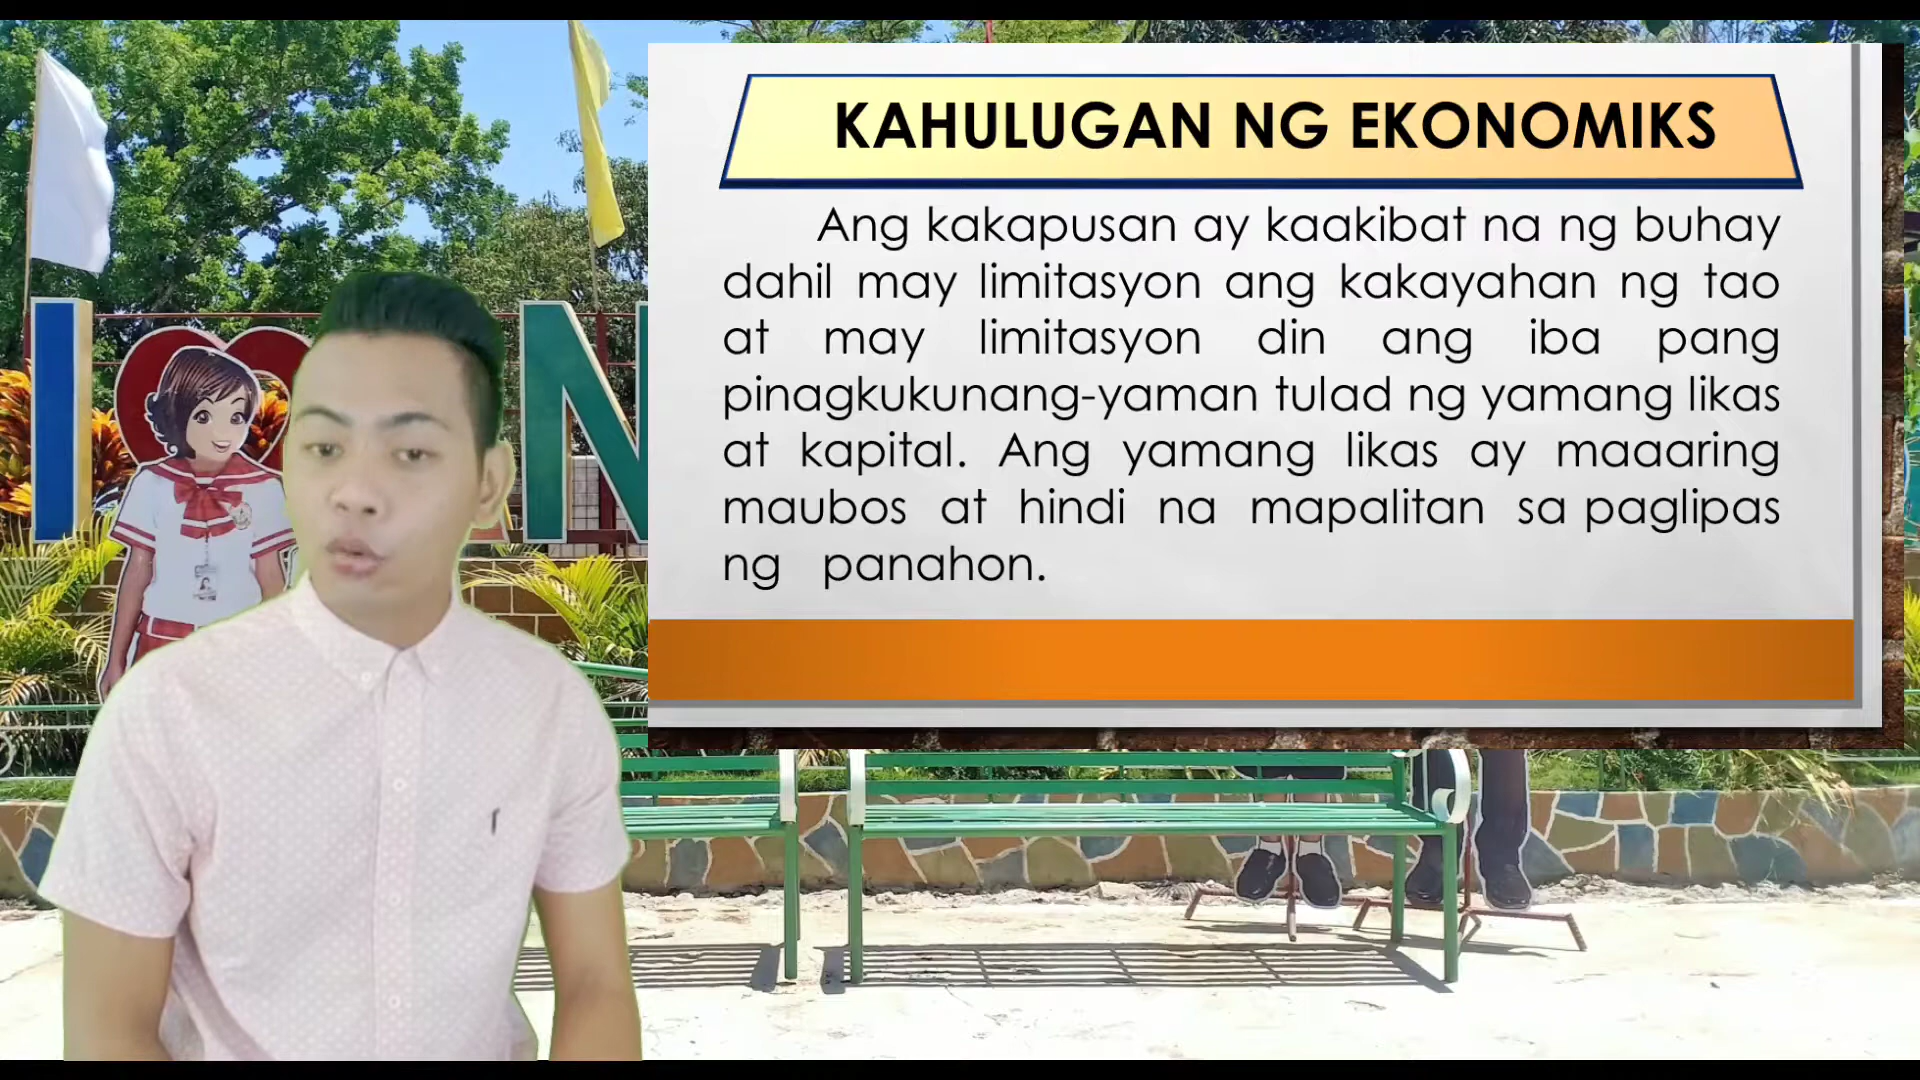 KAHULUGAN NG EKONOMIKS
Ang kakapusan ay kaakibat na ng buhay
dahil may limitasyon ang kakayahan ng tao
at may limitasyon din ang iba pang
pinagkukunang-yaman tulad ng yamang likas
at kapital. Ang yamang likas ay maaaring
maubos at hindi na mapalitan sa paglipas
ng panahon.
I N